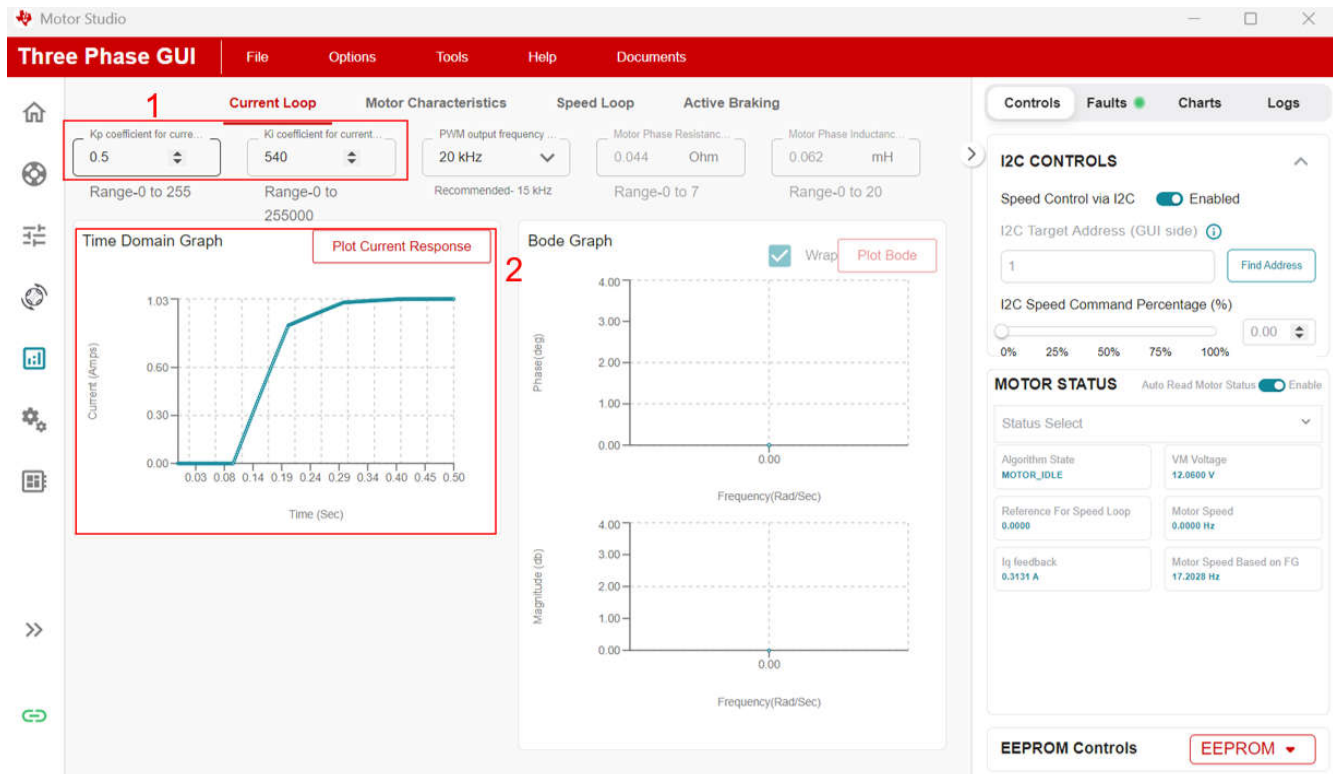 Motor Studio
Three Phase GUI
File Options Tools Help Documents
1
Current Loop Motor Characteristics Speed Loop Active Braking
Kp coefficient for curre... Ki coefficient for current... PWM output frequency ... Motor Phase Resistanc... Motor Phase Inductanc...
0.5 540 20 kHz 0.044 Ohm 0.062 mH
Range-0 to 255 Range-0 to Recommended- 15 kHz Range-0 to 7 Range-0 to 20
255000
Time Domain Graph Plot Current Response
2
Current (Amps)
1.03
0.60
0.30
0.00
0.03 0.08 0.14 0.19 0.24 0.29 0.34 0.40 0.45 0.50
Time (Sec)
Bode Graph Wrap Plot Bode
Phase(deg)
4.00
3.00
2.00
1.00
0.00
0.00
Frequency(Rad/Sec)
Magnitude (db)
4.00
3.00
2.00
1.00
0.00
0.00
Frequency(Rad/Sec)
Controls Faults Charts Logs
I2C CONTROLS
Speed Control via I2C Enabled
I2C Target Address (GUI side)
1 Find Address
I2C Speed Command Percentage (%)
0.00
0% 25% 50% 75% 100%
MOTOR STATUS Auto Read Motor Status Enable
Status Select
Algorithm State VM Voltage
MOTOR_IDLE 12.0600 V
Reference For Speed Loop Motor Speed
0.0000 0.0000 Hz
Iq feedback Motor Speed Based on FG
0.3131 A 17.2028 Hz
EEPROM Controls EEPROM